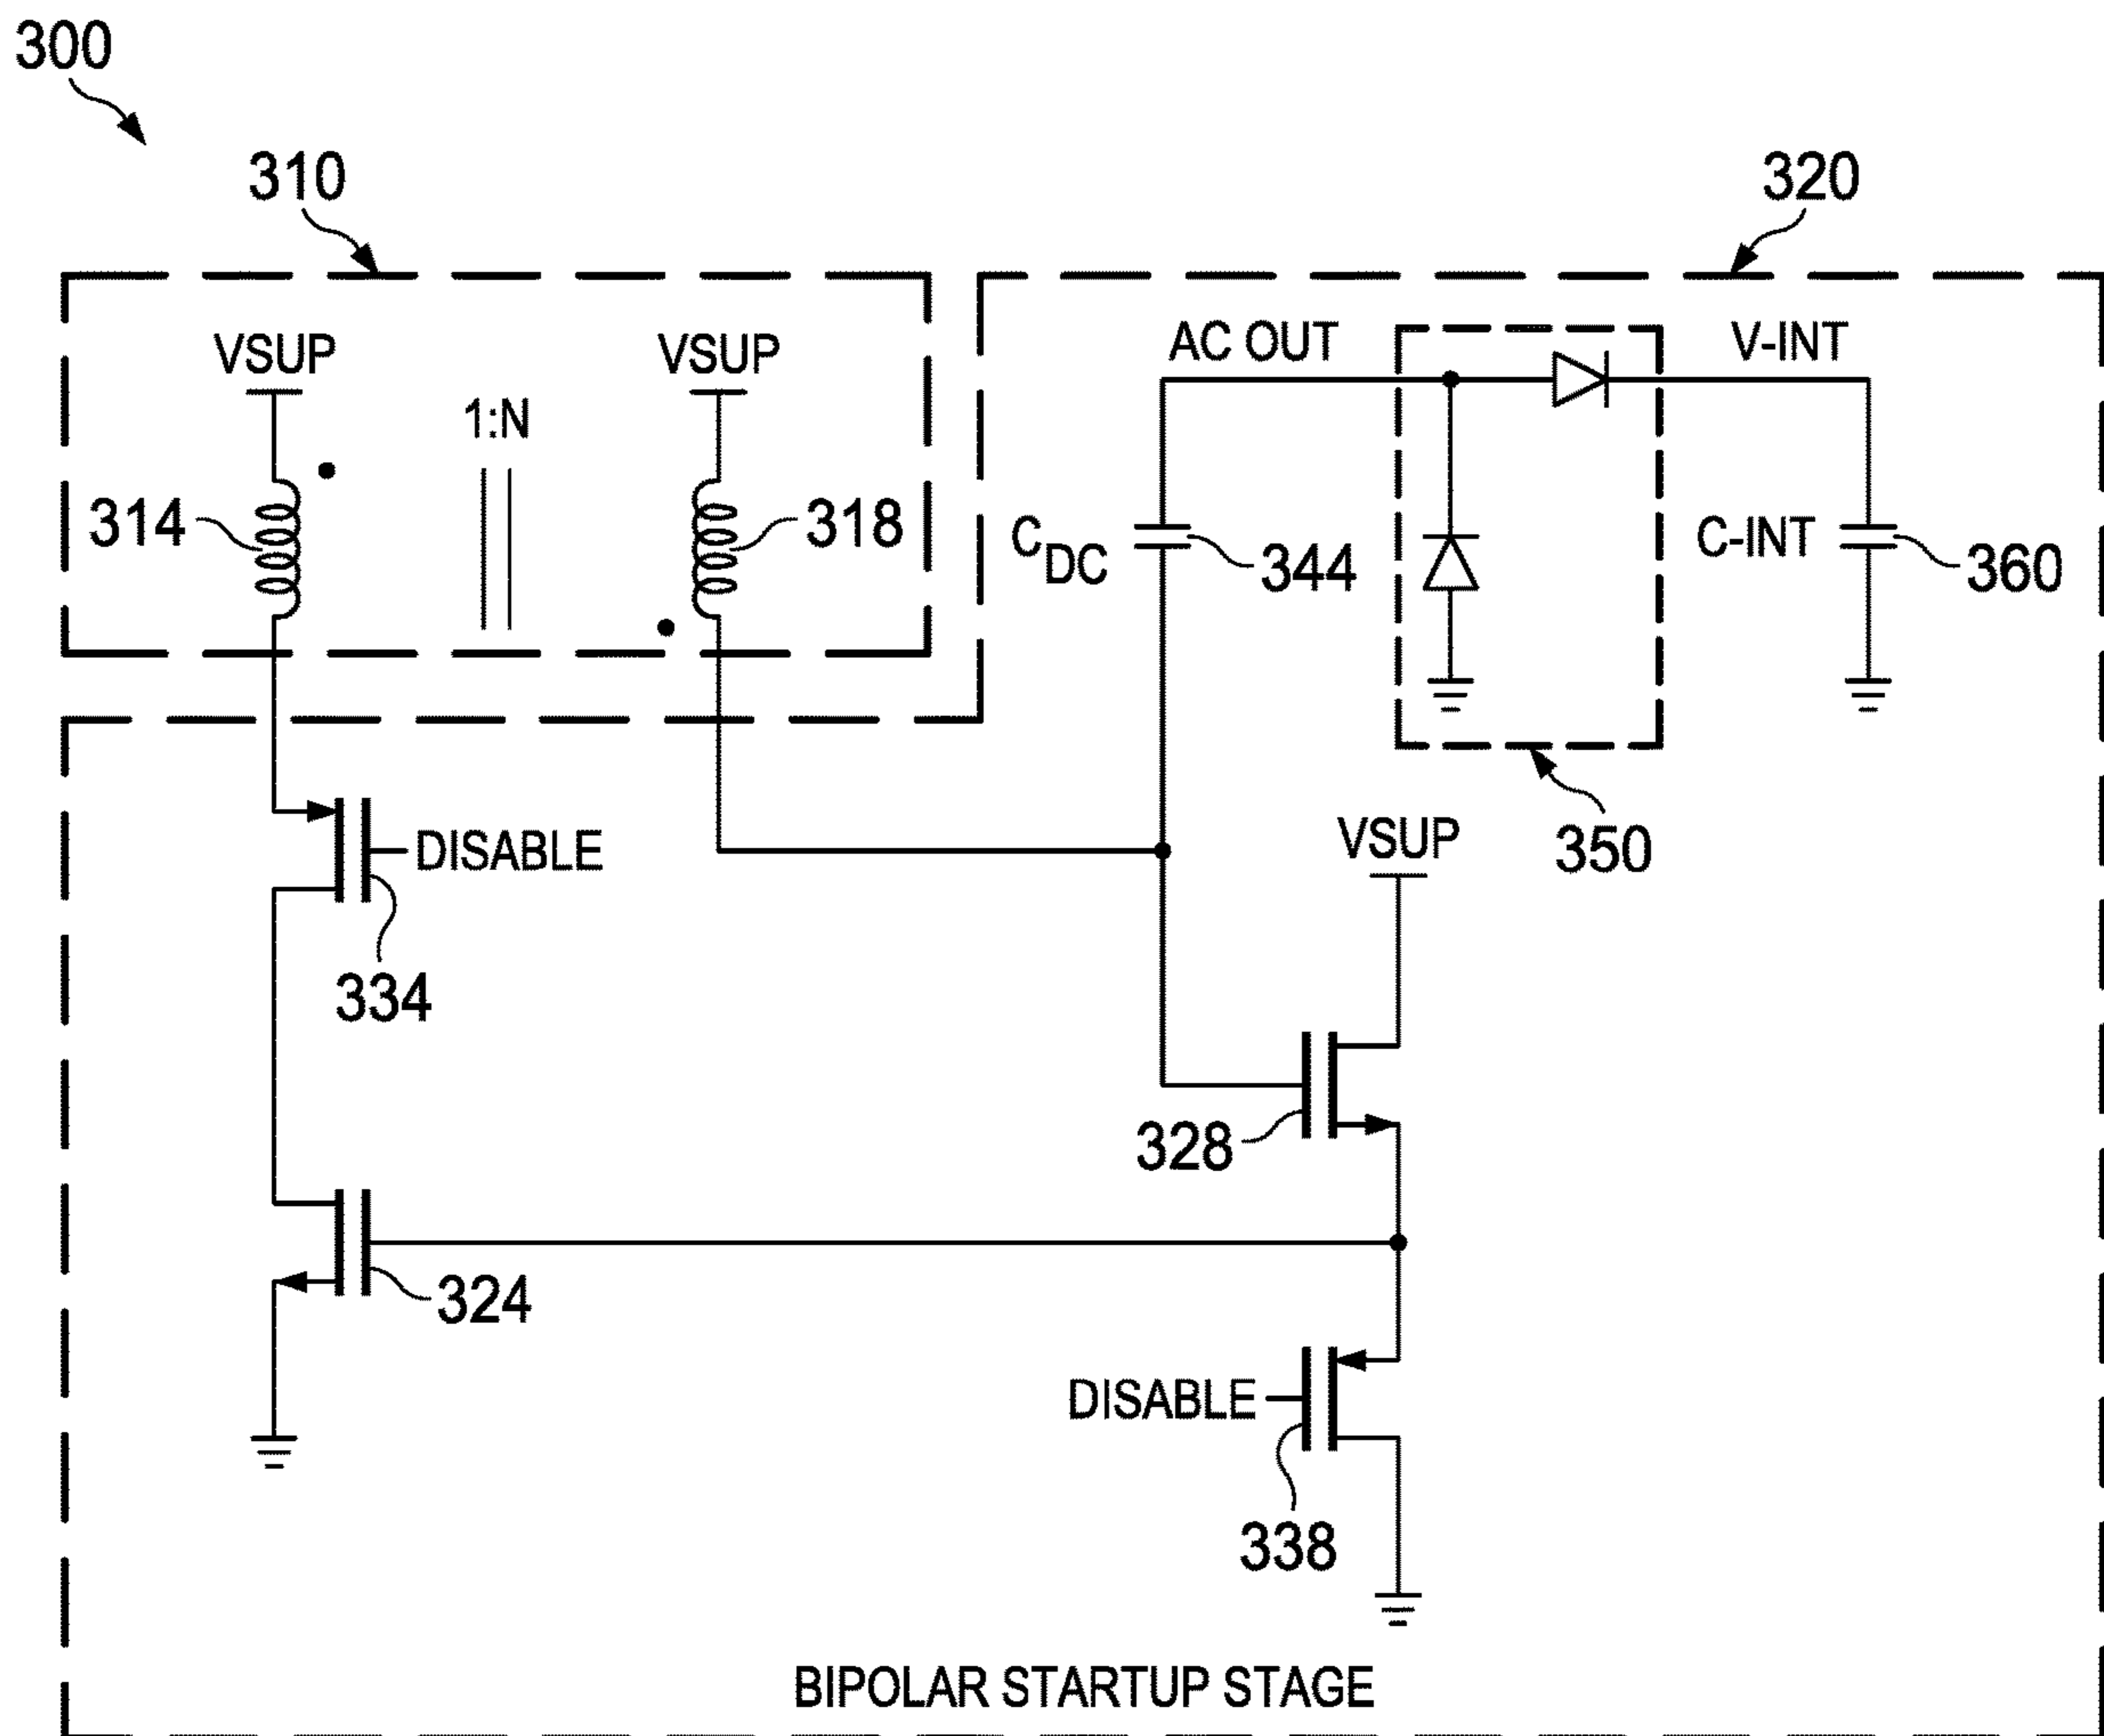 300
310
320
VSUP
VSUP
AC OUT
V-INT
1:N
314
318
CDC
344
C-INT
360
DISABLE
VSUP
350
334
328
324
DISABLE
338
BIPOLAR STARTUP STAGE